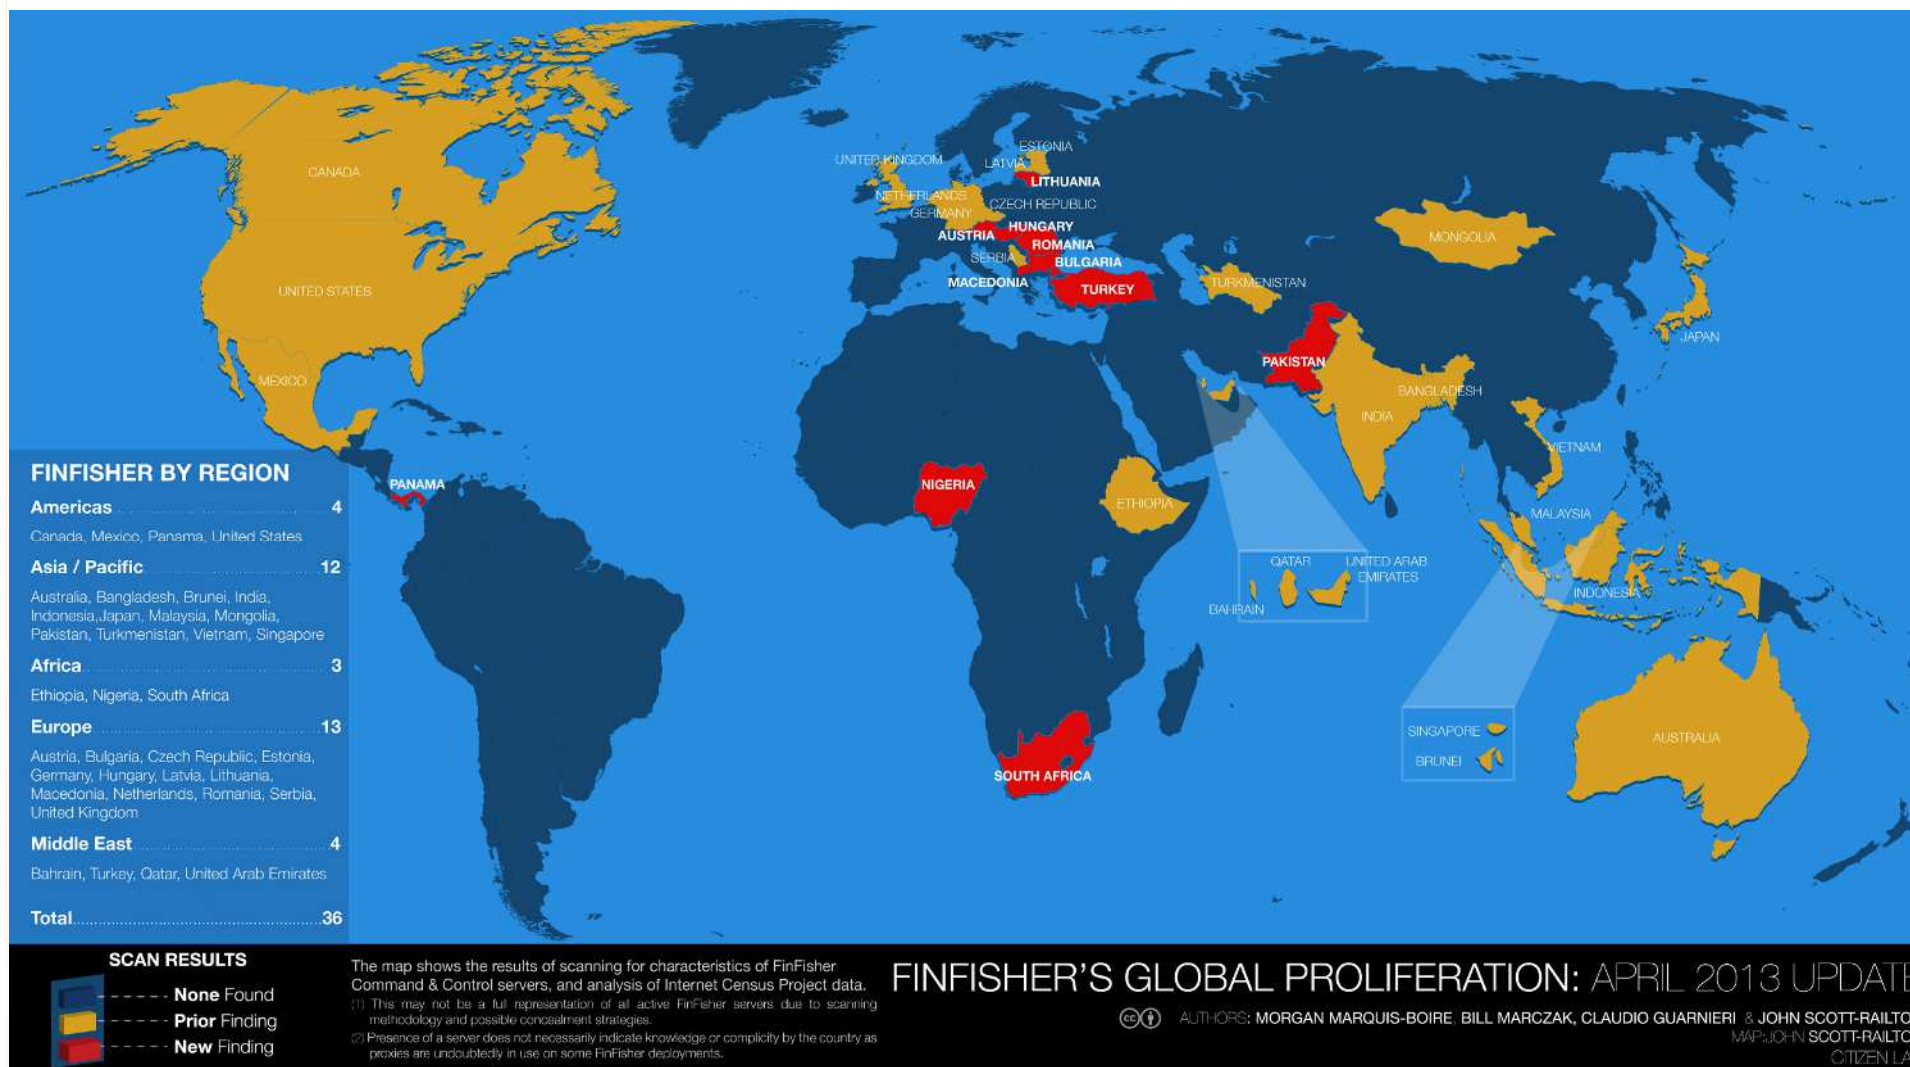 CANADA
UNITED STATES
MEXICO
PANAMA
UNITED KINGDOM
NETHERLANDS
GERMANY
ESTONIA
LATVIA
LITHUANIA
CZECH REPUBLIC
AUSTRIA
HUNGARY
ROMANIA
SERBIA
BULGARIA
MACEDONIA
TURKEY
TURKMENISTAN
MONGOLIA
JAPAN
PAKISTAN
BANGLADESH
INDIA
VIETNAM
NIGERIA
ETHIOPIA
MALAYSIA
QATAR
UNITED ARAB
EMIRATES
BAHRAIN
INDONESIA
SINGAPORE
BRUNEI
AUSTRALIA
SOUTH AFRICA
FINFISHER BY REGION
Americas 4
Canada, Mexico, Panama, United States
Asia / Pacific 12
Australia, Bangladesh, Brunei, India,
Indonesia,Japan, Malaysia, Mongolia,
Pakistan, Turkmenistan, Vietnam, Singapore
Africa 3
Ethiopia, Nigeria, South Africa
Europe 13
Austria, Bulgaria, Czech Republic, Estonia,
Germany, Hungary, Latvia, Lithuania,
Macedonia, Netherlands, Romania, Serbia,
United Kingdom
Middle East 4
Bahrain, Turkey, Qatar, United Arab Emirates
Total 36
SCAN RESULTS
None Found
Prior Finding
New Finding
The map shows the results of scanning for characteristics of FinFisher
Command & Control servers, and analysis of Internet Census Project data.
(1) This may not be a full representation of all active FinFisher servers due to scanning
methodology and possible concealment strategies.
(2) Presence of a server does not necessarily indicate knowledge or complicity by the country as
proxies are undoubtedly in use on some FinFisher deployments.
FINFISHER'S GLOBAL PROLIFERATION: APRIL 2013 UPDATE
cc AUTHORS: MORGAN MARQUIS-BOIRE, BILL MARCZAK, CLAUDIO GUARNIERI & JOHN SCOTT-RAILTO
MAP:JOHN SCOTT-RAILTO
CITIZEN LA